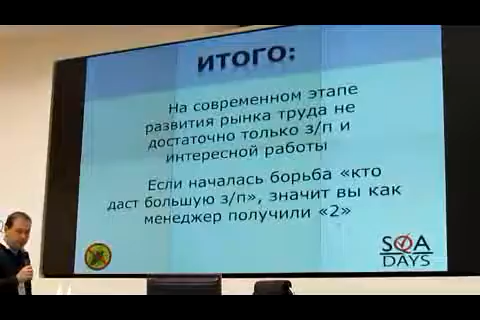 ИТОГО:
На современном этапе
развития рынка труда не
достаточно только з/п и
интересной работы
Если началась борьба «кто
даст большую з/п», значит вы как
менеджер получили «2»
SQA
DAYS